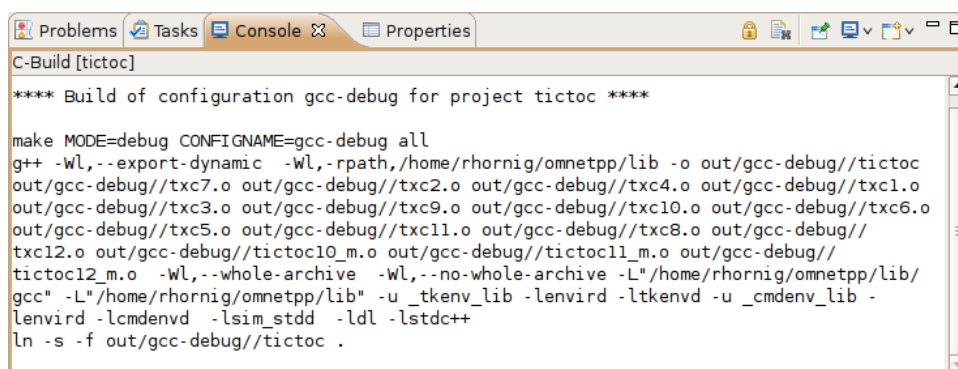 Problems Tasks Console Properties
C-Build [tictoc]
**** Build of configuration gcc-debug for project tictoc ****
make MODE=debug CONFIGNAME=gcc-debug all
g++ -Wl,--export-dynamic  -Wl,-rpath,/home/rhornig/omnetpp/lib -o out/gcc-debug//tictoc
out/gcc-debug//txc7.o out/gcc-debug//txc2.o out/gcc-debug//txc4.o out/gcc-debug//txc1.o
out/gcc-debug//txc3.o out/gcc-debug//txc9.o out/gcc-debug//txc10.o out/gcc-debug//txc6.o
out/gcc-debug//txc5.o out/gcc-debug//txc11.o out/gcc-debug//txc8.o out/gcc-debug//
txc12.o out/gcc-debug//tictoc10_m.o out/gcc-debug//tictoc11_m.o out/gcc-debug//
tictoc12_m.o  -Wl,--whole-archive  -Wl,--no-whole-archive -L"/home/rhornig/omnetpp/lib/
gcc" -L"/home/rhornig/omnetpp/lib" -u _tkenv_lib -lenvird -ltkenvd -u _cmdenv_lib -
lenvird -lcmdenvd  -lsim_stdd  -ldl -lstdc++
ln -s -f out/gcc-debug//tictoc .